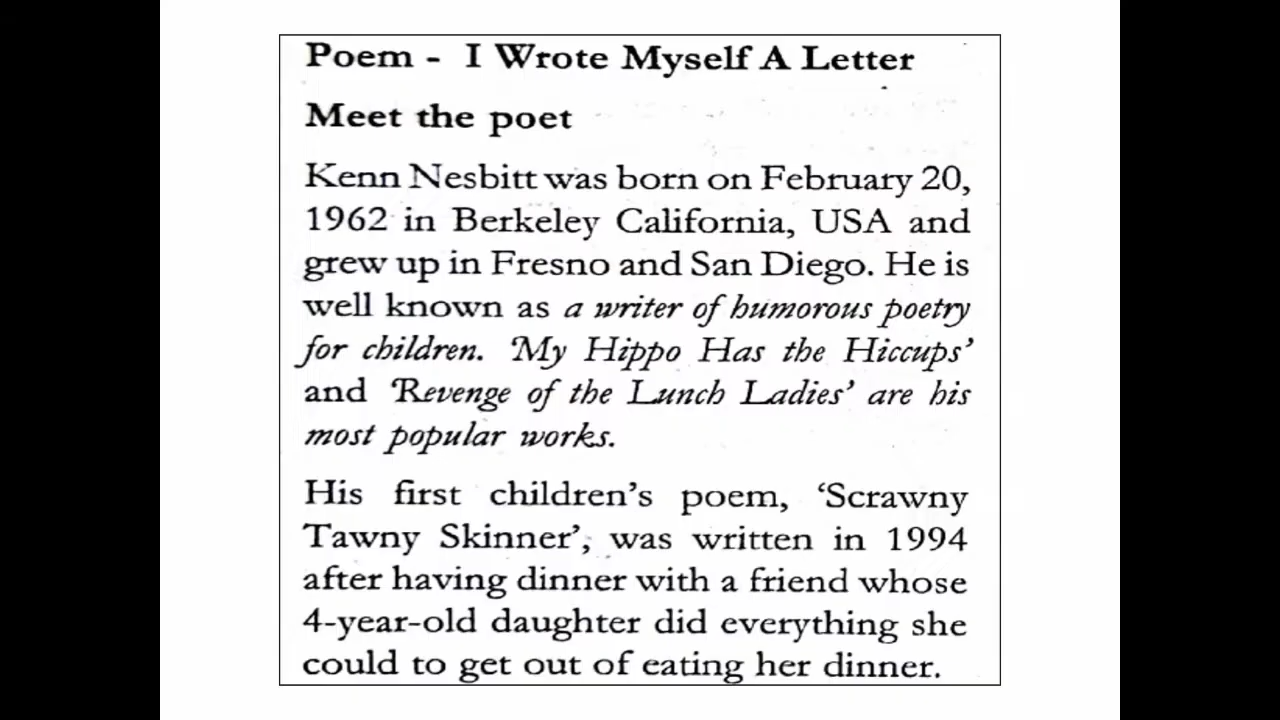 Poem - I Wrote Myself A Letter
Meet the poet
Kenn Nesbitt was born on February 20,
1962 in Berkeley California, USA and
grew up in Fresno and San Diego. He is
well known as a writer of humorous poetry
for children. 'My Hippo Has the Hiccups'
and 'Revenge of the Lunch Ladies' are his
most popular works.
His first children's poem, 'Scrawny
Tawny Skinner', was written in 1994
after having dinner with a friend whose
4-year-old daughter did everything she
could to get out of eating her dinner.